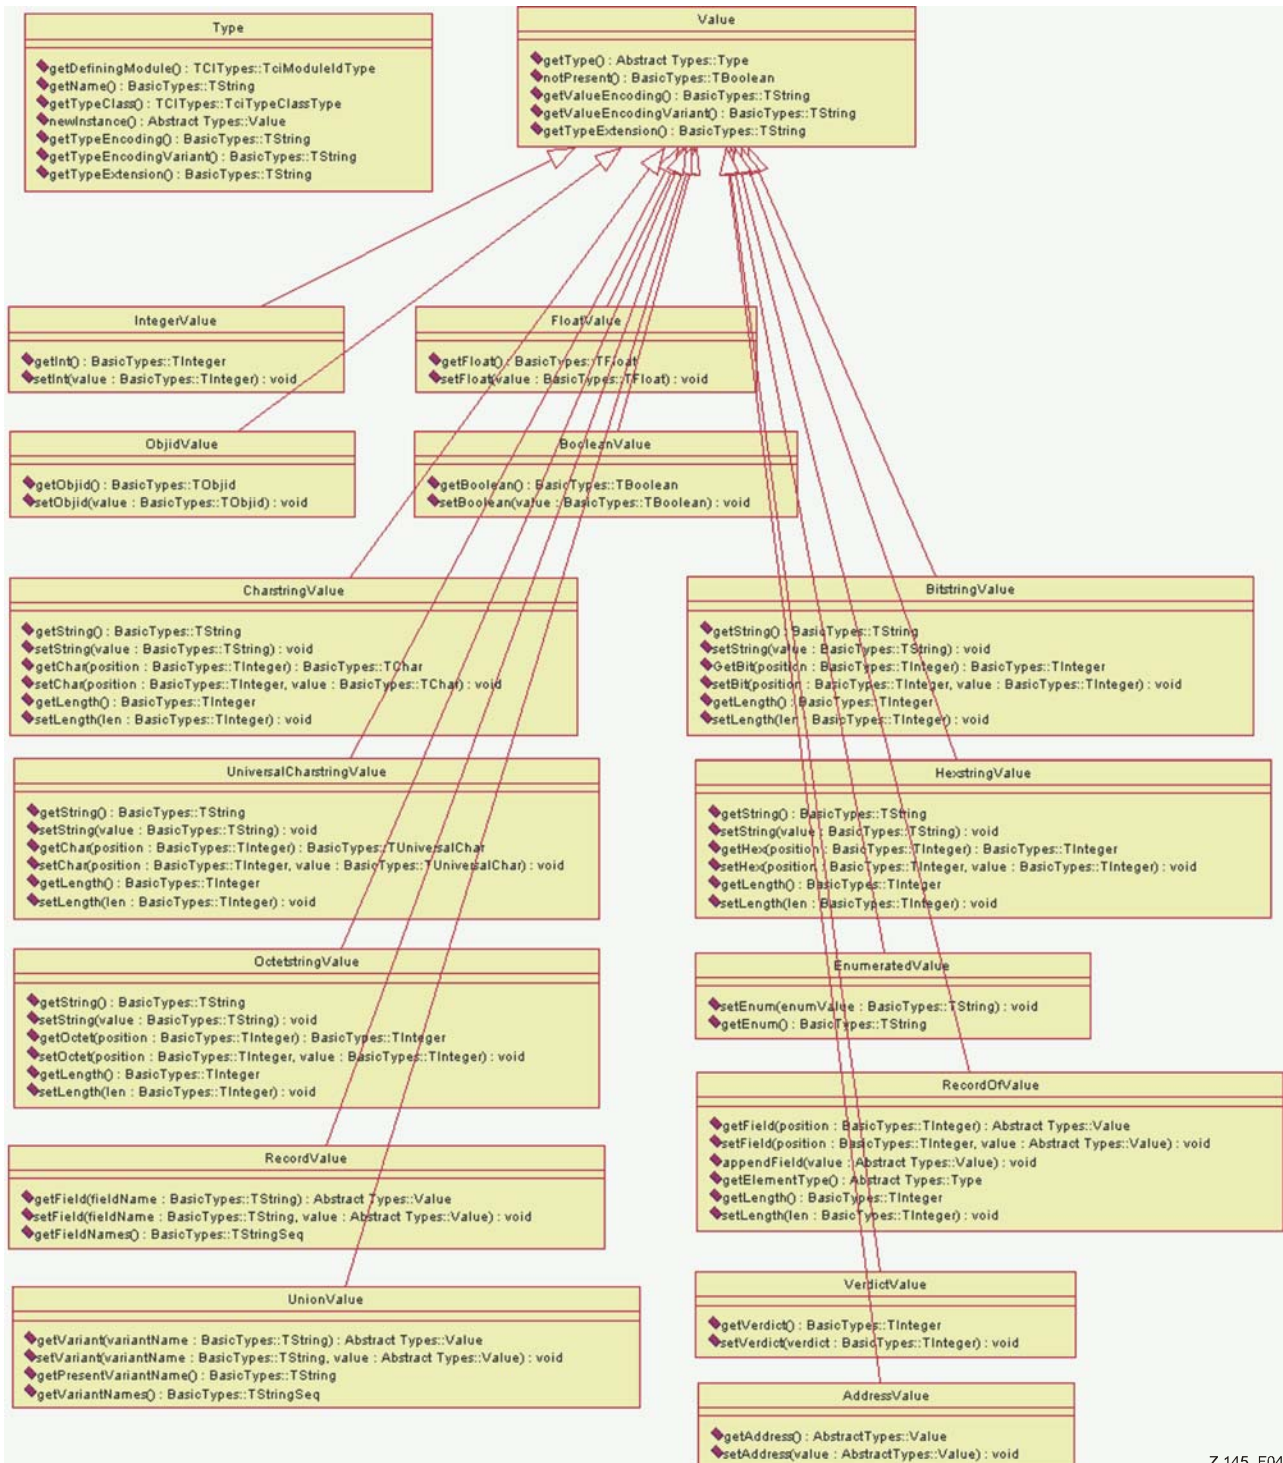 Type
getDefiningModule() : TCITypes::TciModuleIdType
getName() : BasicTypes::TString
getTypeClass() : TCITypes::TciTypeClassType
newInstance() : Abstract Types::Value
getTypeEncoding() : BasicTypes::TString
getTypeEncodingVariant() : BasicTypes::TString
getTypeExtension() : BasicTypes::TString
Value
getType() : Abstract Types::Type
notPresent() : BasicTypes::TBoolean
getValueEncoding() : BasicTypes::TString
getValueEncodingVariant() : BasicTypes::TString
getTypeExtension() : BasicTypes::TString
IntegerValue
getInt() : BasicTypes::TInteger
setInt(value : BasicTypes::TInteger) : void
FloatValue
getFloat() : BasicTypes::TFloat
setFloat(value : BasicTypes::TFloat) : void
ObjidValue
getObjid() : BasicTypes::TObjid
setObjid(value : BasicTypes::TObjid) : void
BooleanValue
getBoolean() : BasicTypes::TBoolean
setBoolean(value : BasicTypes::TBoolean) : void
CharstringValue
getString() : BasicTypes::TString
setString(value : BasicTypes::TString) : void
getChar(position : BasicTypes::TInteger) : BasicTypes::TChar
setChar(position : BasicTypes::TInteger, value : BasicTypes::TChar) : void
getLength() : BasicTypes::TInteger
setLength(len : BasicTypes::TInteger) : void
BitstringValue
getString() : BasicTypes::TString
setString(value : BasicTypes::TString) : void
GetBit(position : BasicTypes::TInteger) : BasicTypes::TInteger
setBit(position : BasicTypes::TInteger, value : BasicTypes::TInteger) : void
getLength() : BasicTypes::TInteger
setLength(len : BasicTypes::TInteger) : void
UniversalCharstringValue
getString() : BasicTypes::TString
setString(value : BasicTypes::TString) : void
getChar(position : BasicTypes::TInteger) : BasicTypes::TUniversalChar
setChar(position : BasicTypes::TInteger, value : BasicTypes::TUniversalChar) : void
getLength() : BasicTypes::TInteger
setLength(len : BasicTypes::TInteger) : void
HexstringValue
getString() : BasicTypes::TString
setString(value : BasicTypes::TString) : void
getHex(position : BasicTypes::TInteger) : BasicTypes::TInteger
setHex(position : BasicTypes::TInteger, value : BasicTypes::TInteger) : void
getLength() : BasicTypes::TInteger
setLength(len : BasicTypes::TInteger) : void
OctetstringValue
getString() : BasicTypes::TString
setString(value : BasicTypes::TString) : void
getOctet(position : BasicTypes::TInteger) : BasicTypes::TInteger
setOctet(position : BasicTypes::TInteger, value : BasicTypes::TInteger) : void
getLength() : BasicTypes::TInteger
setLength(len : BasicTypes::TInteger) : void
EnumeratedValue
setEnum(enumValue : BasicTypes::TString) : void
getEnum() : BasicTypes::TString
RecordOfValue
getField(position : BasicTypes::TInteger) : Abstract Types::Value
setField(position : BasicTypes::TInteger, value : Abstract Types::Value) : void
appendField(value : Abstract Types::Value) : void
getElementType() : Abstract Types::Type
getLength() : BasicTypes::TInteger
setLength(len : BasicTypes::TInteger) : void
RecordValue
getField(fieldName : BasicTypes::TString) : Abstract Types::Value
setField(fieldName : BasicTypes::TString, value : Abstract Types::Value) : void
getFieldNames() : BasicTypes::TStringSeq
UnionValue
getVariant(variantName : BasicTypes::TString) : Abstract Types::Value
setVariant(variantName : BasicTypes::TString, value : Abstract Types::Value) : void
getPresentVariantName() : BasicTypes::TString
getVariantNames() : BasicTypes::TStringSeq
VerdictValue
getVerdict() : BasicTypes::TInteger
setVerdict(verdict : BasicTypes::TInteger) : void
AddressValue
getAddress() : AbstractTypes::Value
setAddress(value : AbstractTypes::Value) : void
Z.145_F04